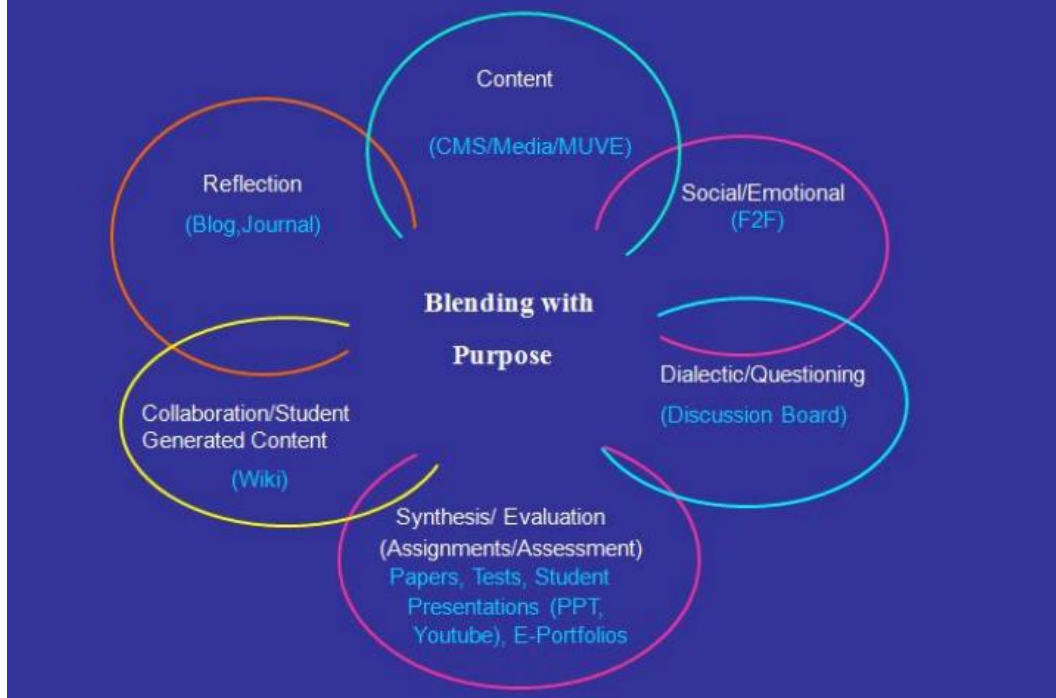 Content
(CMS/Media/MUVE)
Social/Emotional
(F2F)
Reflection
(Blog,Journal)
Blending with
Purpose
Dialectic/Questioning
(Discussion Board)
Collaboration/Student
Generated Content
(Wiki)
Synthesis/ Evaluation
(Assignments/Assessment)
Papers, Tests, Student
Presentations (PPT,
Youtube), E-Portfolios